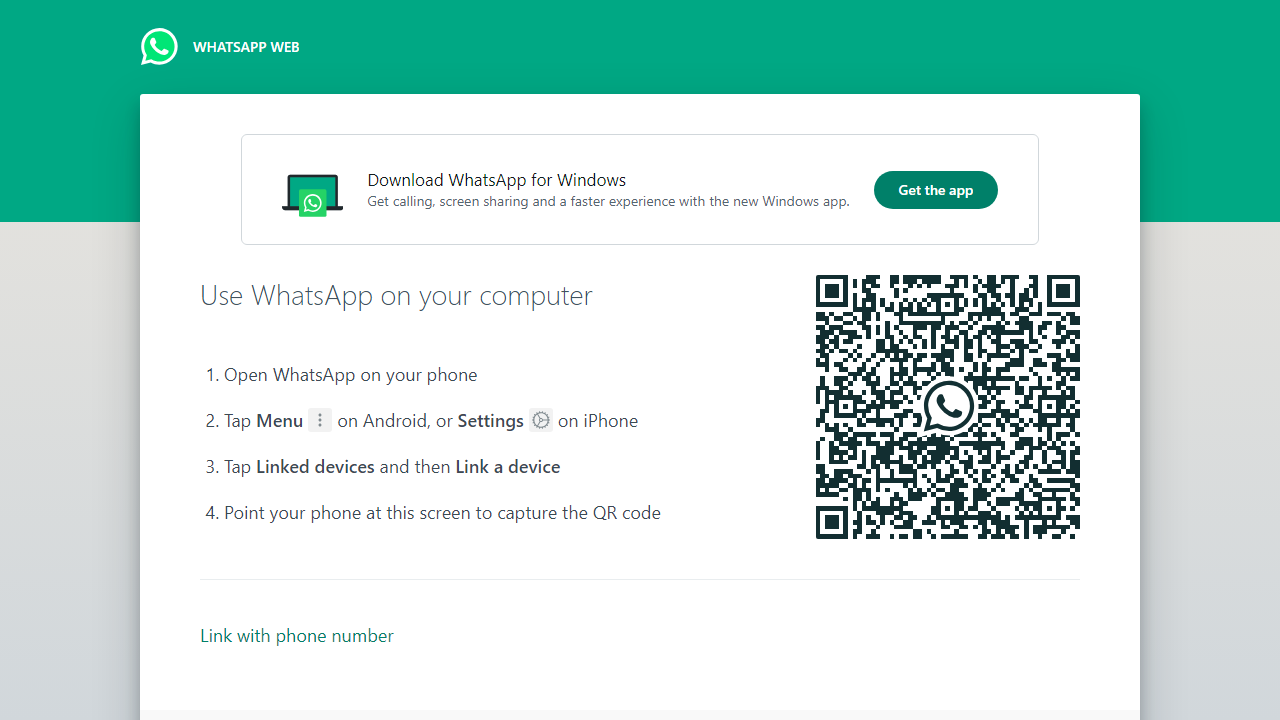 WHATSAPP WEB
Download WhatsApp for Windows
Get calling, screen sharing and a faster experience with the new Windows app.
Get the app
Use WhatsApp on your computer
1. Open WhatsApp on your phone
2. Tap Menu on Android, or Settings on iPhone
3. Tap Linked devices and then Link a device
4. Point your phone at this screen to capture the QR code
Link with phone number